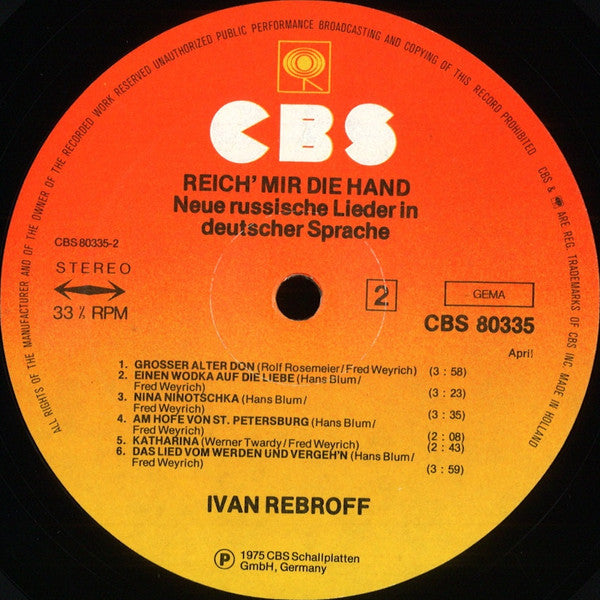 ALL RIGHTS OF THE MANUFACTURER AND OF THE OWNER OF THE RECORDED WORK RESERVED UNAUTHORIZED PUBLIC PERFORMANCE BROADCASTING AND COPYING OF THIS RECORD PROHIBITED
CBS & ARE REG. TRADEMARKS OF CBS INC. MADE IN HOLLAND
CBS
REICH' MIR DIE HAND
Neue russische Lieder in
deutscher Sprache
CBS 80335-2
STEREO
33⅓ RPM
2
GEMA
CBS 80335
April
1. GROSSER ALTER DON (Rolf Rosemeier/Fred Weyrich) (3 : 58)
2. EINEN WODKA AUF DIE LIEBE (Hans Blum/
Fred Weyrich) (3 : 23)
3. NINA NINOTSCHKA (Hans Blum/
Fred Weyrich) (3 : 35)
4. AM HOFE VON ST. PETERSBURG (Hans Blum/
Fred Weyrich) (2 : 08)
5. KATHARINA (Werner Twardy/Fred Weyrich) (2 : 43)
6. DAS LIED VOM WERDEN UND VERGEH'N (Hans Blum/
Fred Weyrich) (3 : 59)
IVAN REBROFF
Ⓟ 1975 CBS Schallplatten
GmbH, Germany